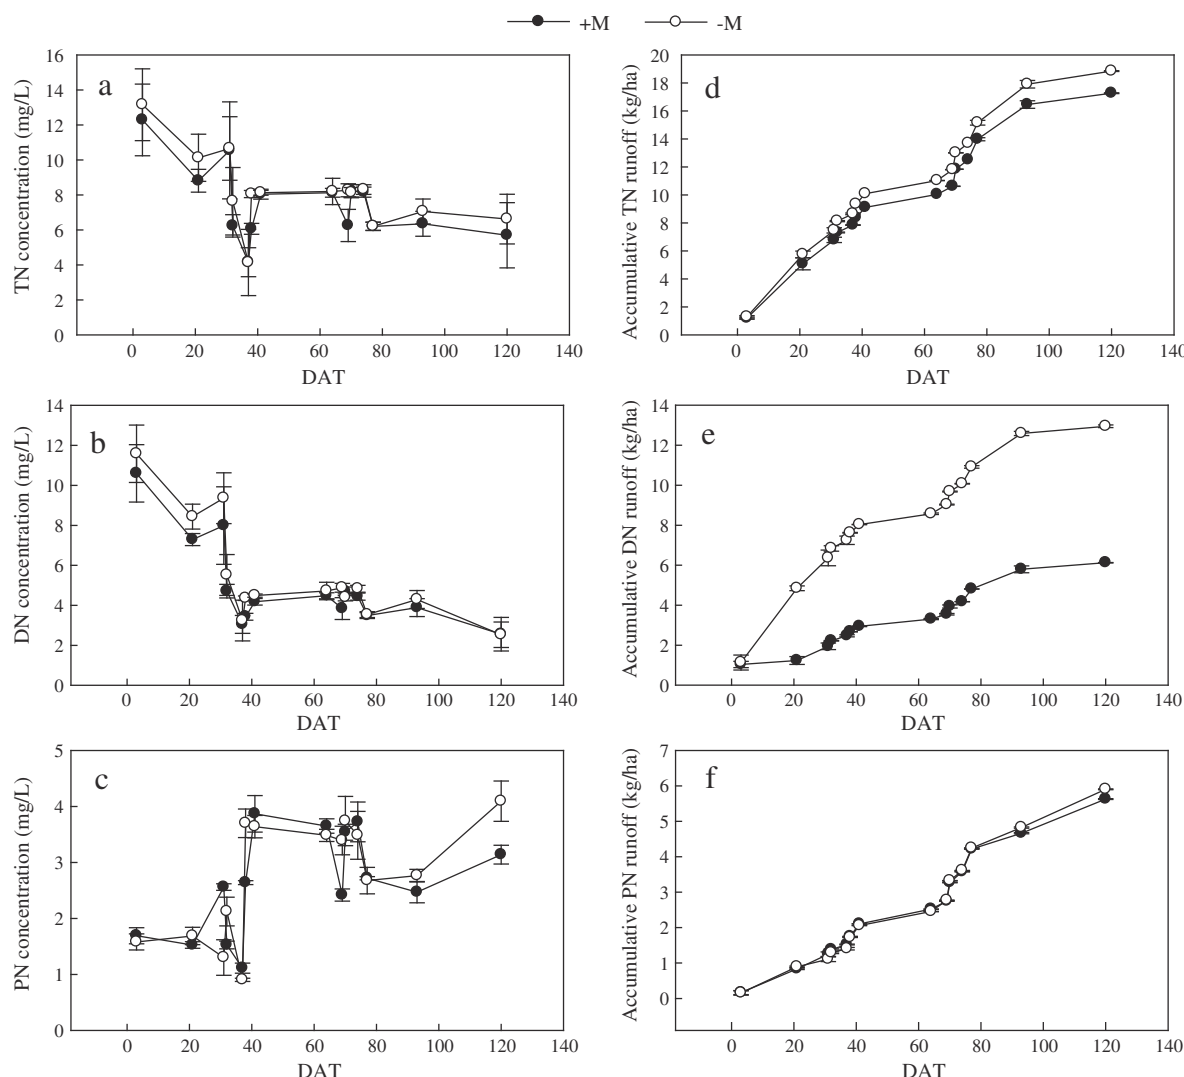 +M -M
a
TN concentration (mg/L)
16
14
12
10
8
6
4
2
0
0 20 40 60 80 100 120 140
DAT
d
Accumulative TN runoff (kg/ha)
20
18
16
14
12
10
8
6
4
2
0
0 20 40 60 80 100 120 140
DAT
b
DN concentration (mg/L)
14
12
10
8
6
4
2
0
0 20 40 60 80 100 120 140
DAT
e
Accumulative DN runoff (kg/ha)
14
12
10
8
6
4
2
0
0 20 40 60 80 100 120 140
DAT
c
PN concentration (mg/L)
5
4
3
2
1
0
0 20 40 60 80 100 120 140
DAT
f
Accumulative PN runoff (kg/ha)
7
6
5
4
3
2
1
0
0 20 40 60 80 100 120 140
DAT